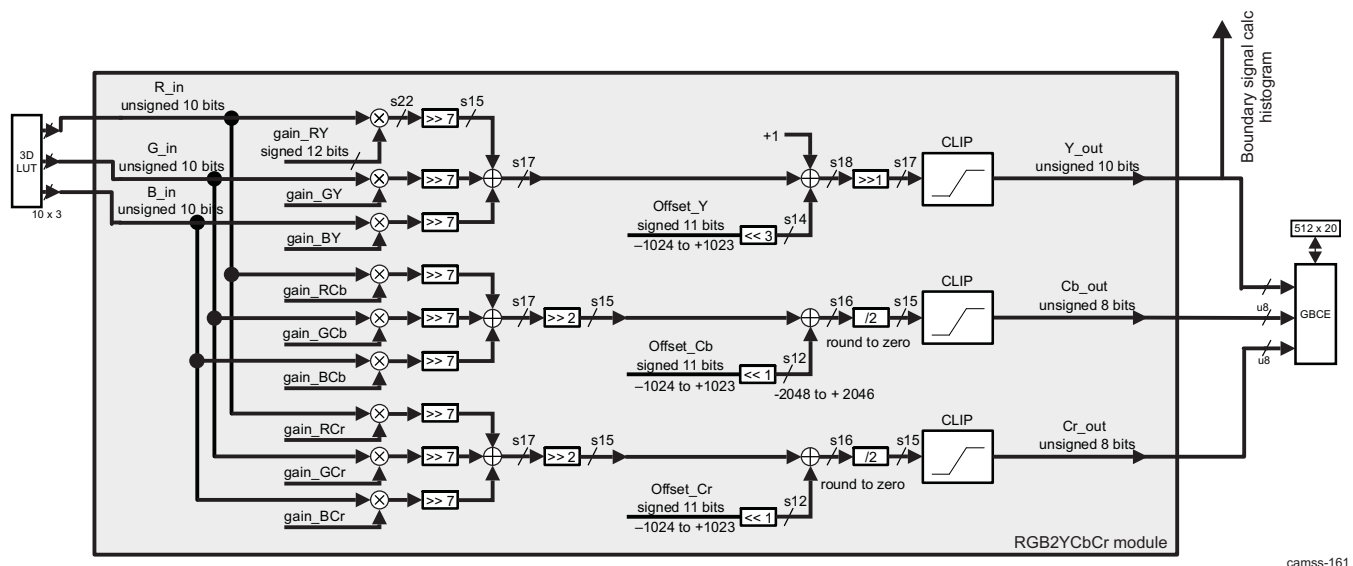 Boundary signal calc
histogram
R_in
unsigned 10 bits
s22
>> 7
s15
3D
LUT
gain_RY
signed 12 bits
+1
CLIP
G_in
unsigned 10 bits
>> 7
s17
s18
>>1
s17
Y_out
unsigned 10 bits
B_in
unsigned 10 bits
10 x 3
gain_GY
Offset_Y
signed 11 bits
–1024 to +1023
<< 3
s14
>> 7
gain_BY
512 x 20
>> 7
gain_RCb
CLIP
>> 7
s17
>> 2
s15
s16
/2
s15
round to zero
Cb_out
unsigned 8 bits
u8
GBCE
gain_GCb
Offset_Cb
signed 11 bits
–1024 to +1023
<< 1
s12
-2048 to + 2046
>> 7
gain_BCb
u8
>> 7
gain_RCr
CLIP
>> 7
s17
>> 2
s15
s16
/2
s15
round to zero
Cr_out
unsigned 8 bits
gain_GCr
Offset_Cr
signed 11 bits
–1024 to +1023
<< 1
s12
>> 7
gain_BCr
RGB2YCbCr module
camss-161